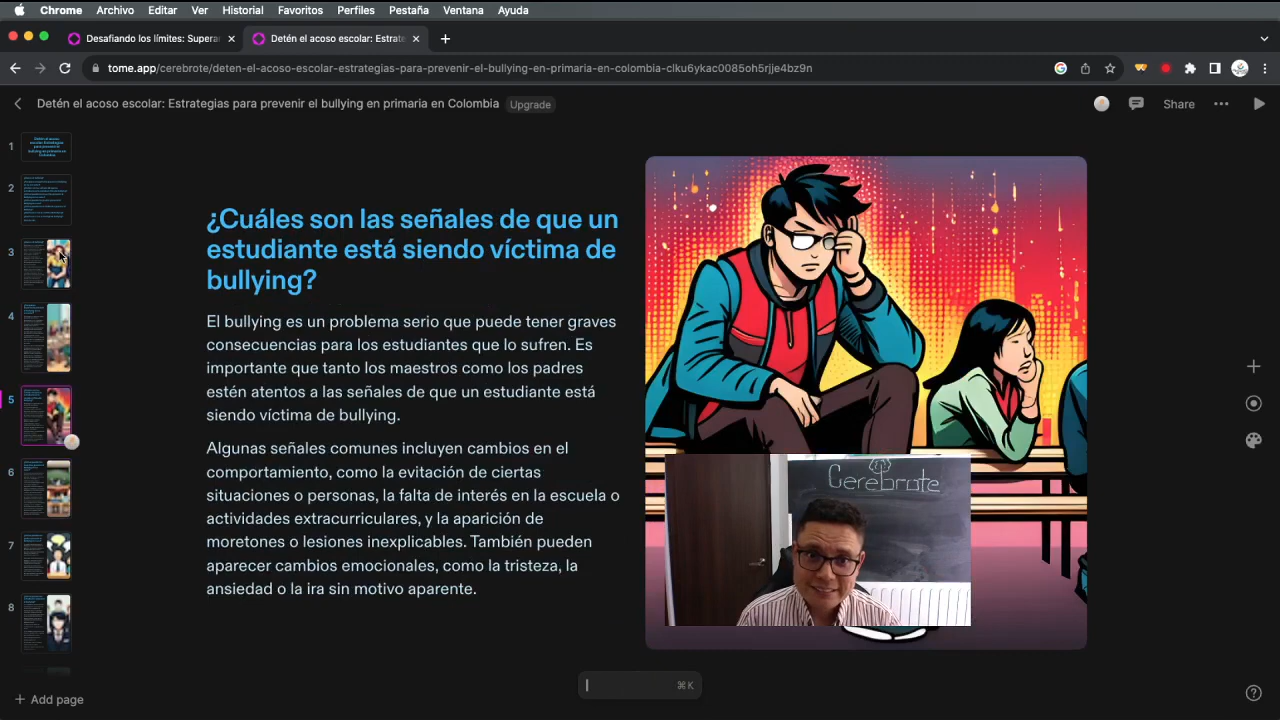 Chrome Archivo Editar Ver Historial Favoritos Perfiles Pestaña Ventana Ayuda
Desafiando los límites: Supera
Detén el acoso escolar: Estrate
tome.app/cerebrote/deten-el-acoso-escolar-estrategias-para-prevenir-el-bullying-en-primaria-en-colombia-clku6ykac0085oh5rjje4bz9n
Detén el acoso escolar: Estrategias para prevenir el bullying en primaria en Colombia Upgrade
Share
1
2
3
4
5
6
7
8
Add page
¿Cuáles son las señales de que un
estudiante está siendo víctima de
bullying?
El bullying es un problema serio que puede tener graves
consecuencias para los estudiantes que lo sufren. Es
importante que tanto los maestros como los padres
estén atentos a las señales de que un estudiante está
siendo víctima de bullying.
Algunas señales comunes incluyen cambios en el
comportamiento, como la evitación de ciertas
situaciones o personas, la falta de interés en la escuela o
actividades extracurriculares, y la aparición de
moretones o lesiones inexplicables. También pueden
aparecer cambios emocionales, como la tristeza, la
ansiedad o la ira sin motivo aparente.
Cerebrote
⌘K